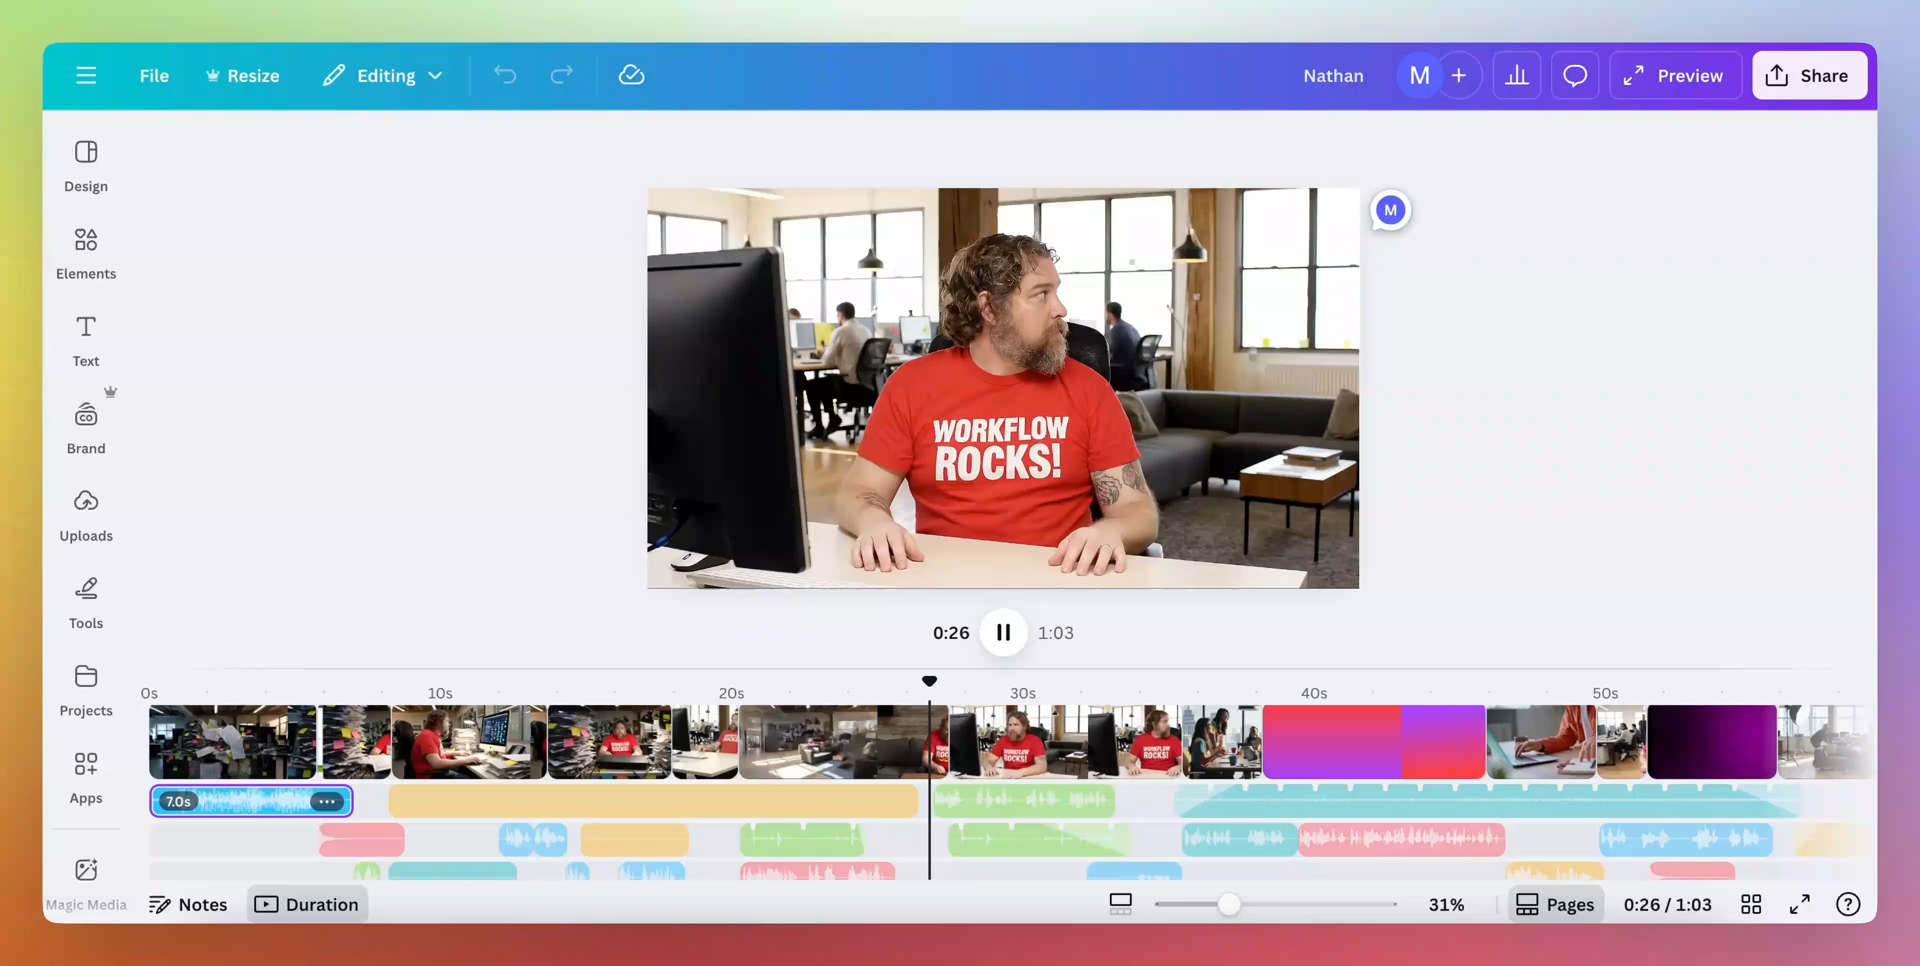 File
Resize
Editing
Nathan
M
+
Preview
Share
Design
Elements
Text
Brand
Uploads
Tools
Projects
Apps
Magic Media
M
WORKFLOW
ROCKS!
0:26
1:03
0s
10s
20s
30s
40s
50s
7.0s
Notes
Duration
31%
Pages
0:26 / 1:03
?